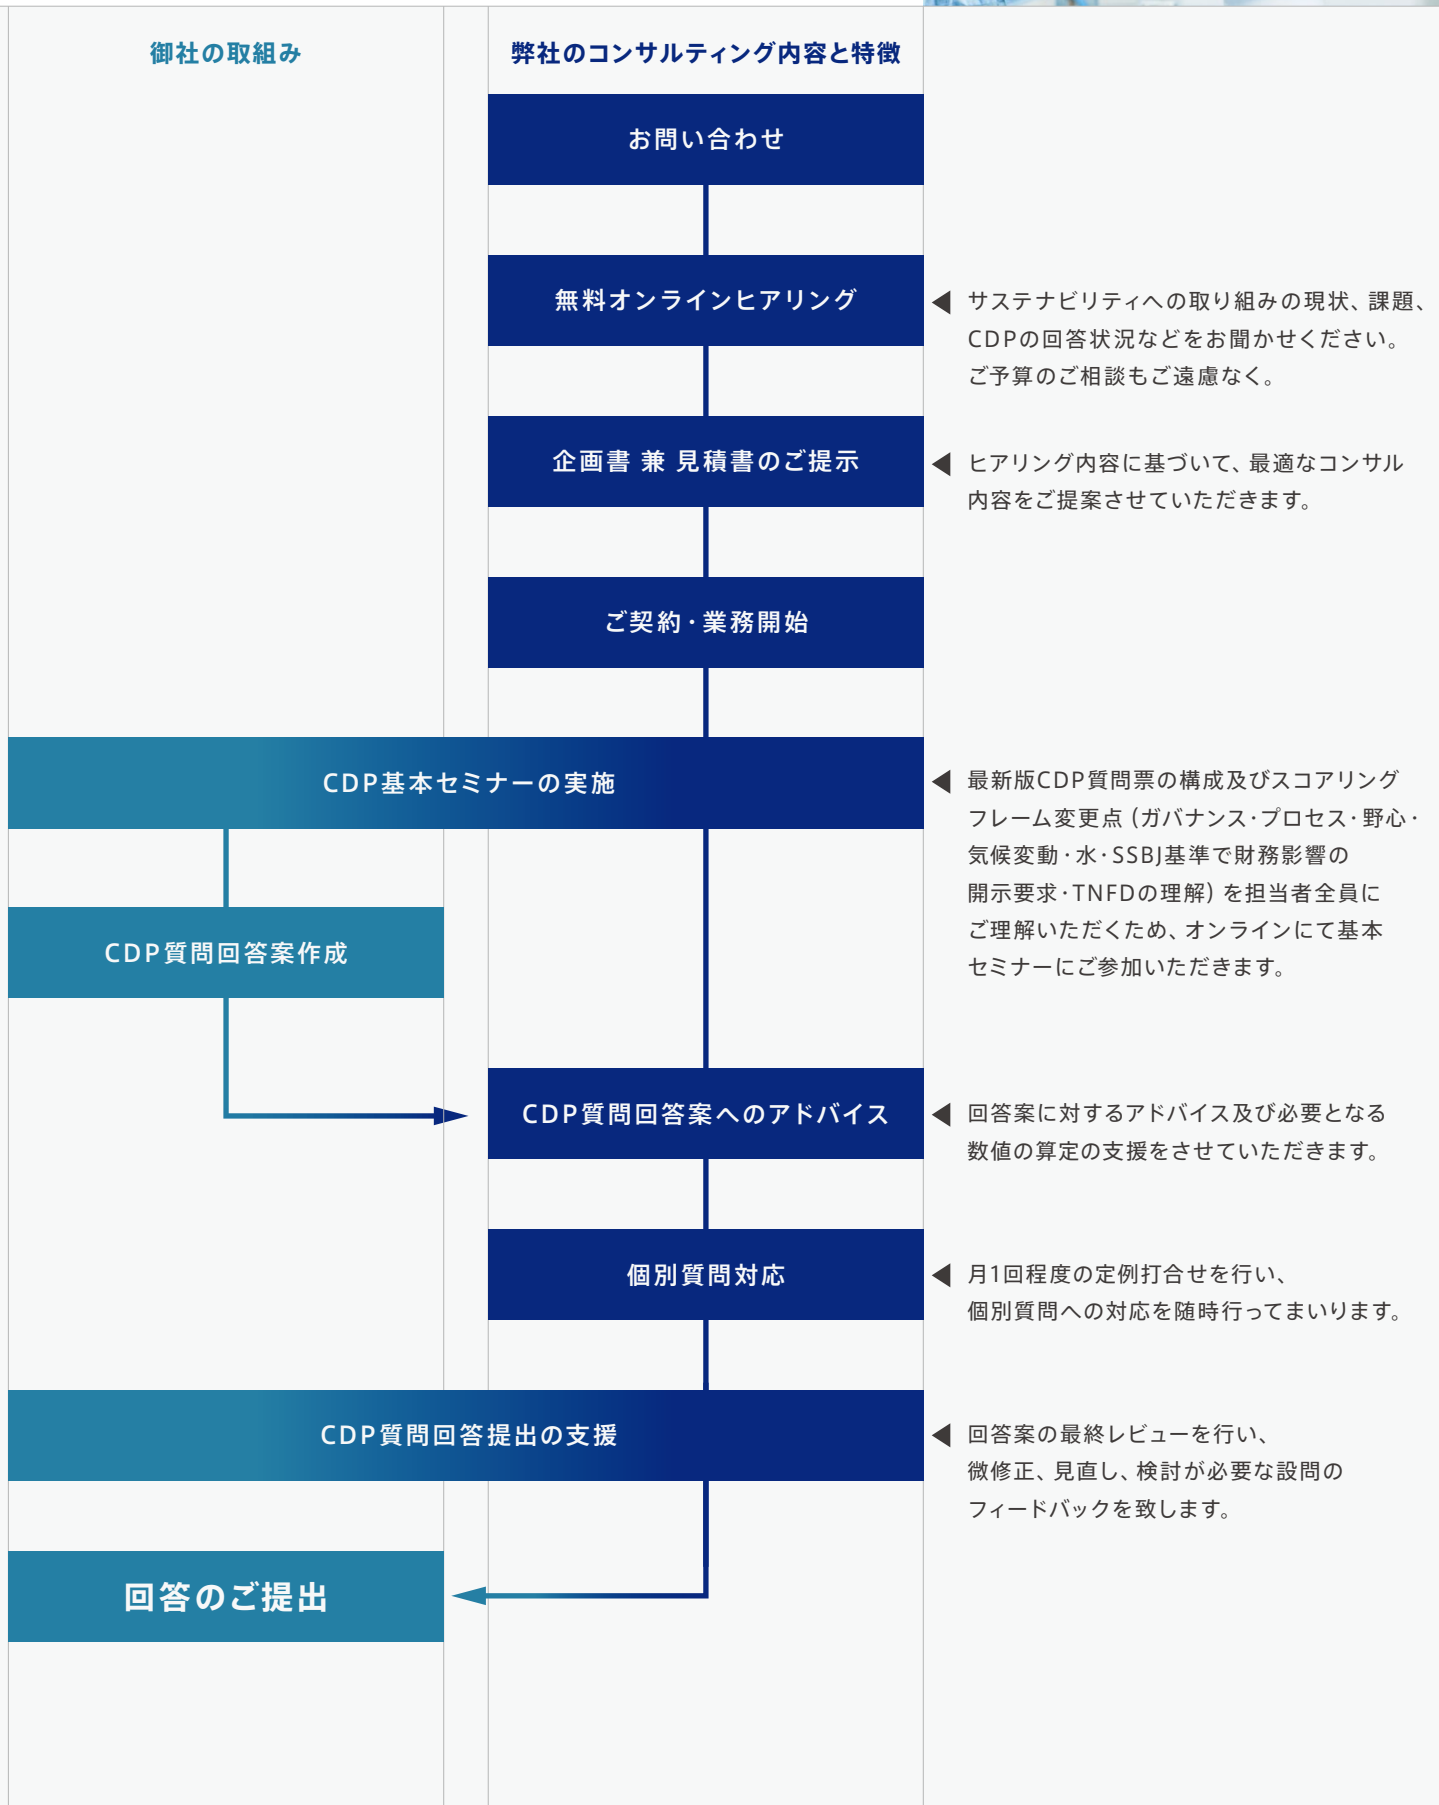 御社の取組み
弊社のコンサルティング内容と特徴
お問い合わせ
無料オンラインヒアリング
サステナビリティへの取り組みの現状、課題、
CDPの回答状況などをお聞かせください。
ご予算のご相談もご遠慮なく。
企画書 兼 見積書のご提示
ヒアリング内容に基づいて、最適なコンサル
内容をご提案させていただきます。
ご契約・業務開始
CDP基本セミナーの実施
最新版CDP質問票の構成及びスコアリング
フレーム変更点（ガバナンス・プロセス・野心・
気候変動・水・SSBJ基準で財務影響の
開示要求・TNFDの理解）を担当者全員に
ご理解いただくため、オンラインにて基本
セミナーにご参加いただきます。
CDP質問回答案作成
CDP質問回答案へのアドバイス
回答案に対するアドバイス及び必要となる
数値の算定の支援をさせていただきます。
個別質問対応
月1回程度の定例打合せを行い、
個別質問への対応を随時行ってまいります。
CDP質問回答提出の支援
回答案の最終レビューを行い、
微修正、見直し、検討が必要な設問の
フィードバックを致します。
回答のご提出